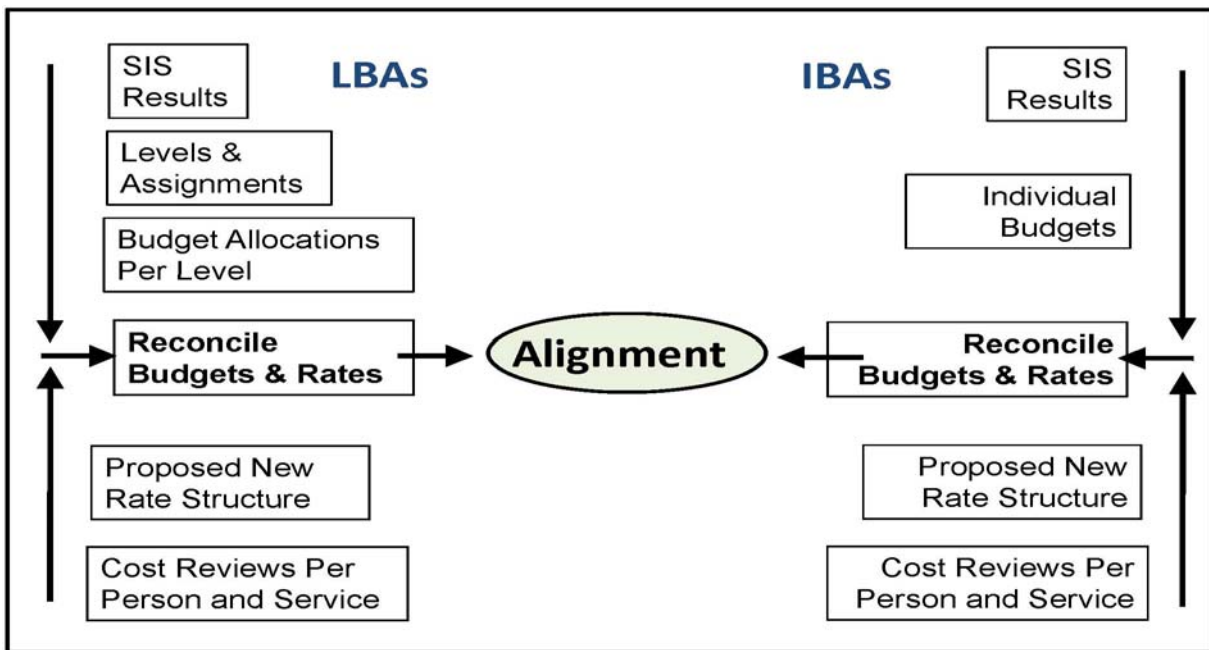 LBAs
SIS
Results
Levels &
Assignments
Budget Allocations
Per Level
Reconcile
Budgets & Rates
Proposed New
Rate Structure
Cost Reviews Per
Person and Service
Alignment
IBAs
SIS
Results
Individual
Budgets
Reconcile
Budgets & Rates
Proposed New
Rate Structure
Cost Reviews Per
Person and Service